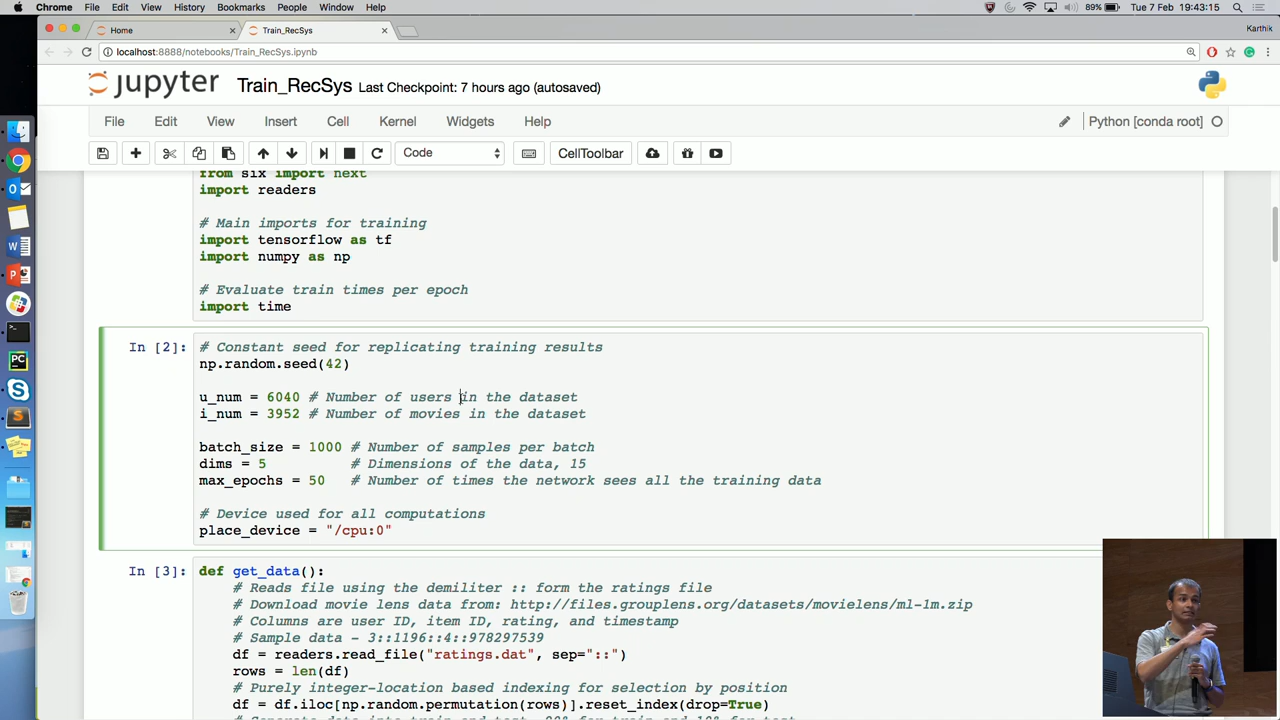 Chrome File Edit View History Bookmarks People Window Help 89% Tue 7 Feb 19:43:15
Home Train_RecSys Karthik
localhost:8888/notebooks/Train_RecSys.ipynb
jupyter Train_RecSys Last Checkpoint: 7 hours ago (autosaved)
File Edit View Insert Cell Kernel Widgets Help Python [conda root]
Code CellToolbar
from six import next
import readers
# Main imports for training
import tensorflow as tf
import numpy as np
# Evaluate train times per epoch
import time
In [2]: # Constant seed for replicating training results
np.random.seed(42)
u_num = 6040 # Number of users in the dataset
i_num = 3952 # Number of movies in the dataset
batch_size = 1000 # Number of samples per batch
dims = 5 # Dimensions of the data, 15
max_epochs = 50 # Number of times the network sees all the training data
# Device used for all computations
place_device = "/cpu:0"
In [3]: def get_data():
# Reads file using the demiliter :: form the ratings file
# Download movie lens data from: http://files.grouplens.org/datasets/movielens/ml-1m.zip
# Columns are user ID, item ID, rating, and timestamp
# Sample data - 3::1196::4::978297539
df = readers.read_file("ratings.dat", sep="::")
rows = len(df)
# Purely integer-location based indexing for selection by position
df = df.iloc[np.random.permutation(rows)].reset_index(drop=True)